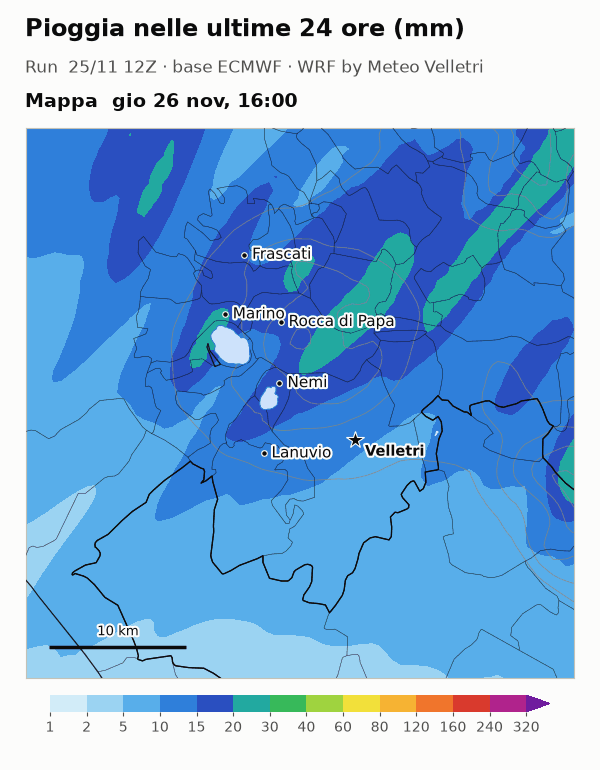 Pioggia nelle ultime 24 ore (mm)
Run  25/11 12Z · base ECMWF · WRF by Meteo Velletri
Mappa  gio 26 nov, 16:00
Frascati
Marino
Rocca di Papa
Nemi
Velletri
Lanuvio
10 km
1 2 5 10 15 20 30 40 60 80 120 160 240 320